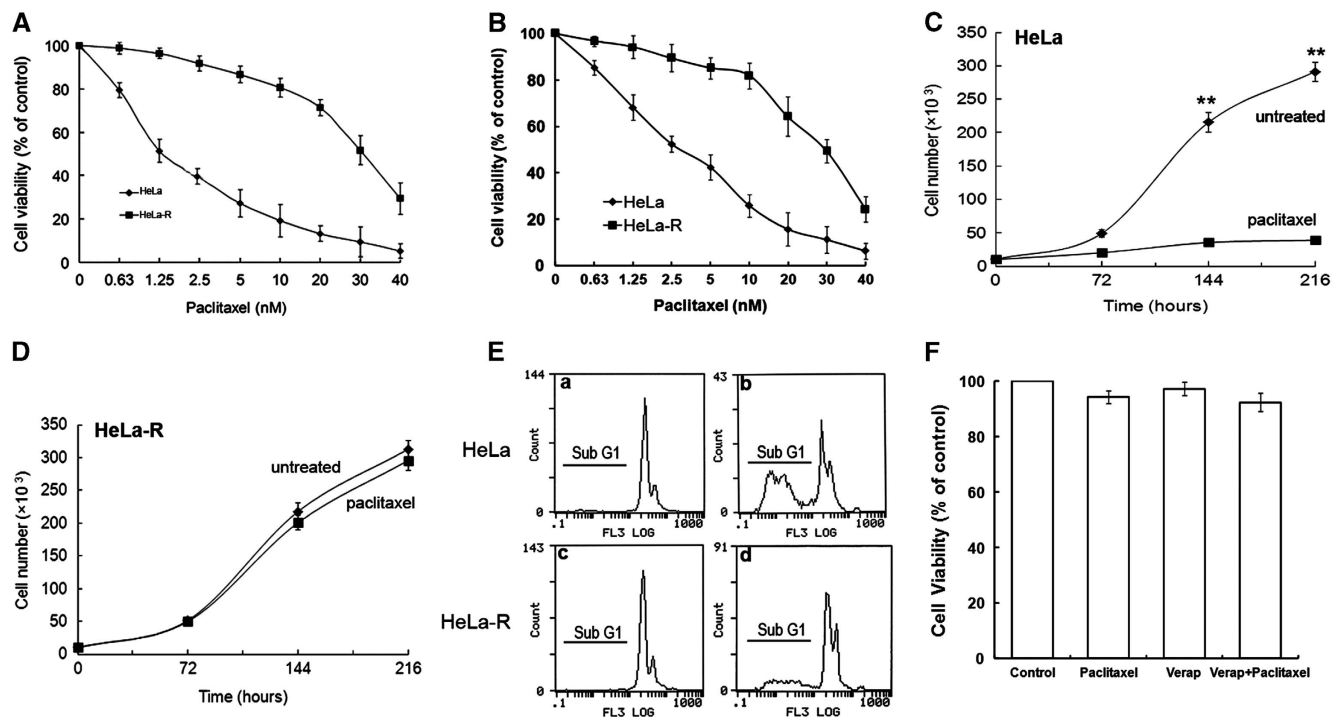 A
Cell viability (% of control)
100
80
60
40
20
0
HeLa
HeLa-R
0 0.63 1.25 2.5 5 10 20 30 40
Paclitaxel (nM)
B
Cell viability (% of control)
100
80
60
40
20
0
HeLa
HeLa-R
0 0.63 1.25 2.5 5 10 20 30 40
Paclitaxel (nM)
C
HeLa
Cell number (×10³)
350
300
250
200
150
100
50
0
**
**
untreated
paclitaxel
0 72 144 216
Time (hours)
D
HeLa-R
Cell number (×10³)
350
300
250
200
150
100
50
0
untreated
paclitaxel
0 72 144 216
Time (hours)
E
HeLa
a
144
Count
Sub G1
0
.1 1000
FL3 LOG
b
43
Count
Sub G1
0
.1 1000
FL3 LOG
HeLa-R
c
143
Count
Sub G1
0
.1 1000
FL3 LOG
d
91
Count
Sub G1
0
.1 1000
FL3 LOG
F
Cell Viability (% of control)
100
80
60
40
20
0
Control Paclitaxel Verap Verap+Paclitaxel